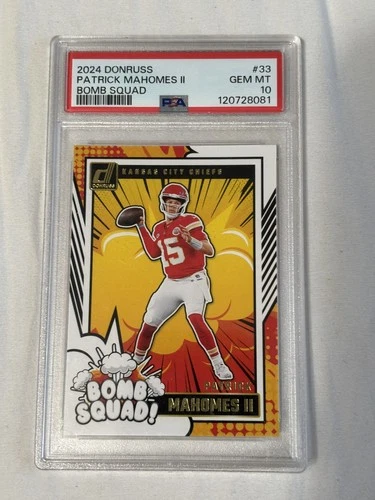 2024 DONRUSS #33
PATRICK MAHOMES II GEM MT
BOMB SQUAD 10
PSA 120728081
DONRUSS
KANSAS CITY CHIEFS
15
BOMB
SQUAD!
PATRICK
MAHOMES II